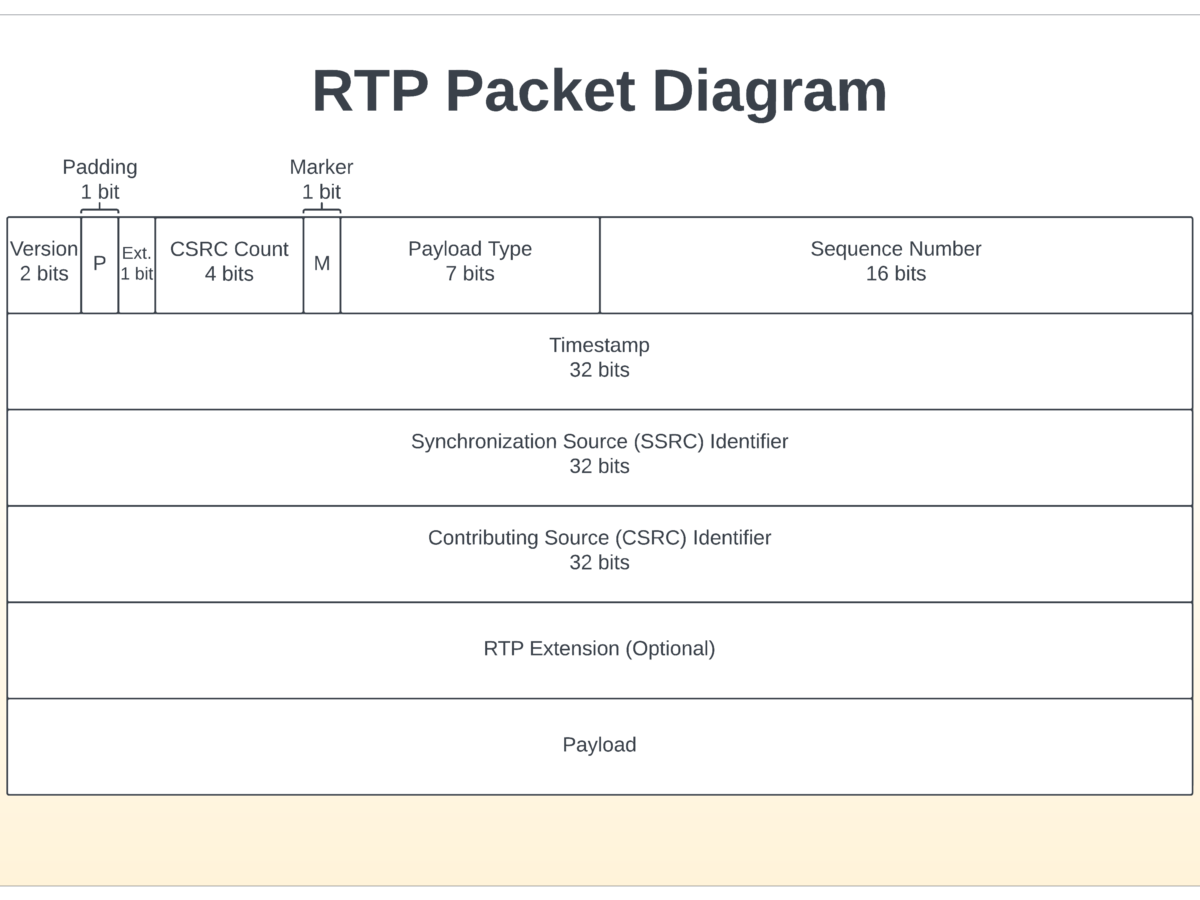 RTP Packet Diagram
Padding
1 bit
Marker
1 bit
Version
2 bits
P
Ext.
1 bit
CSRC Count
4 bits
M
Payload Type
7 bits
Sequence Number
16 bits
Timestamp
32 bits
Synchronization Source (SSRC) Identifier
32 bits
Contributing Source (CSRC) Identifier
32 bits
RTP Extension (Optional)
Payload